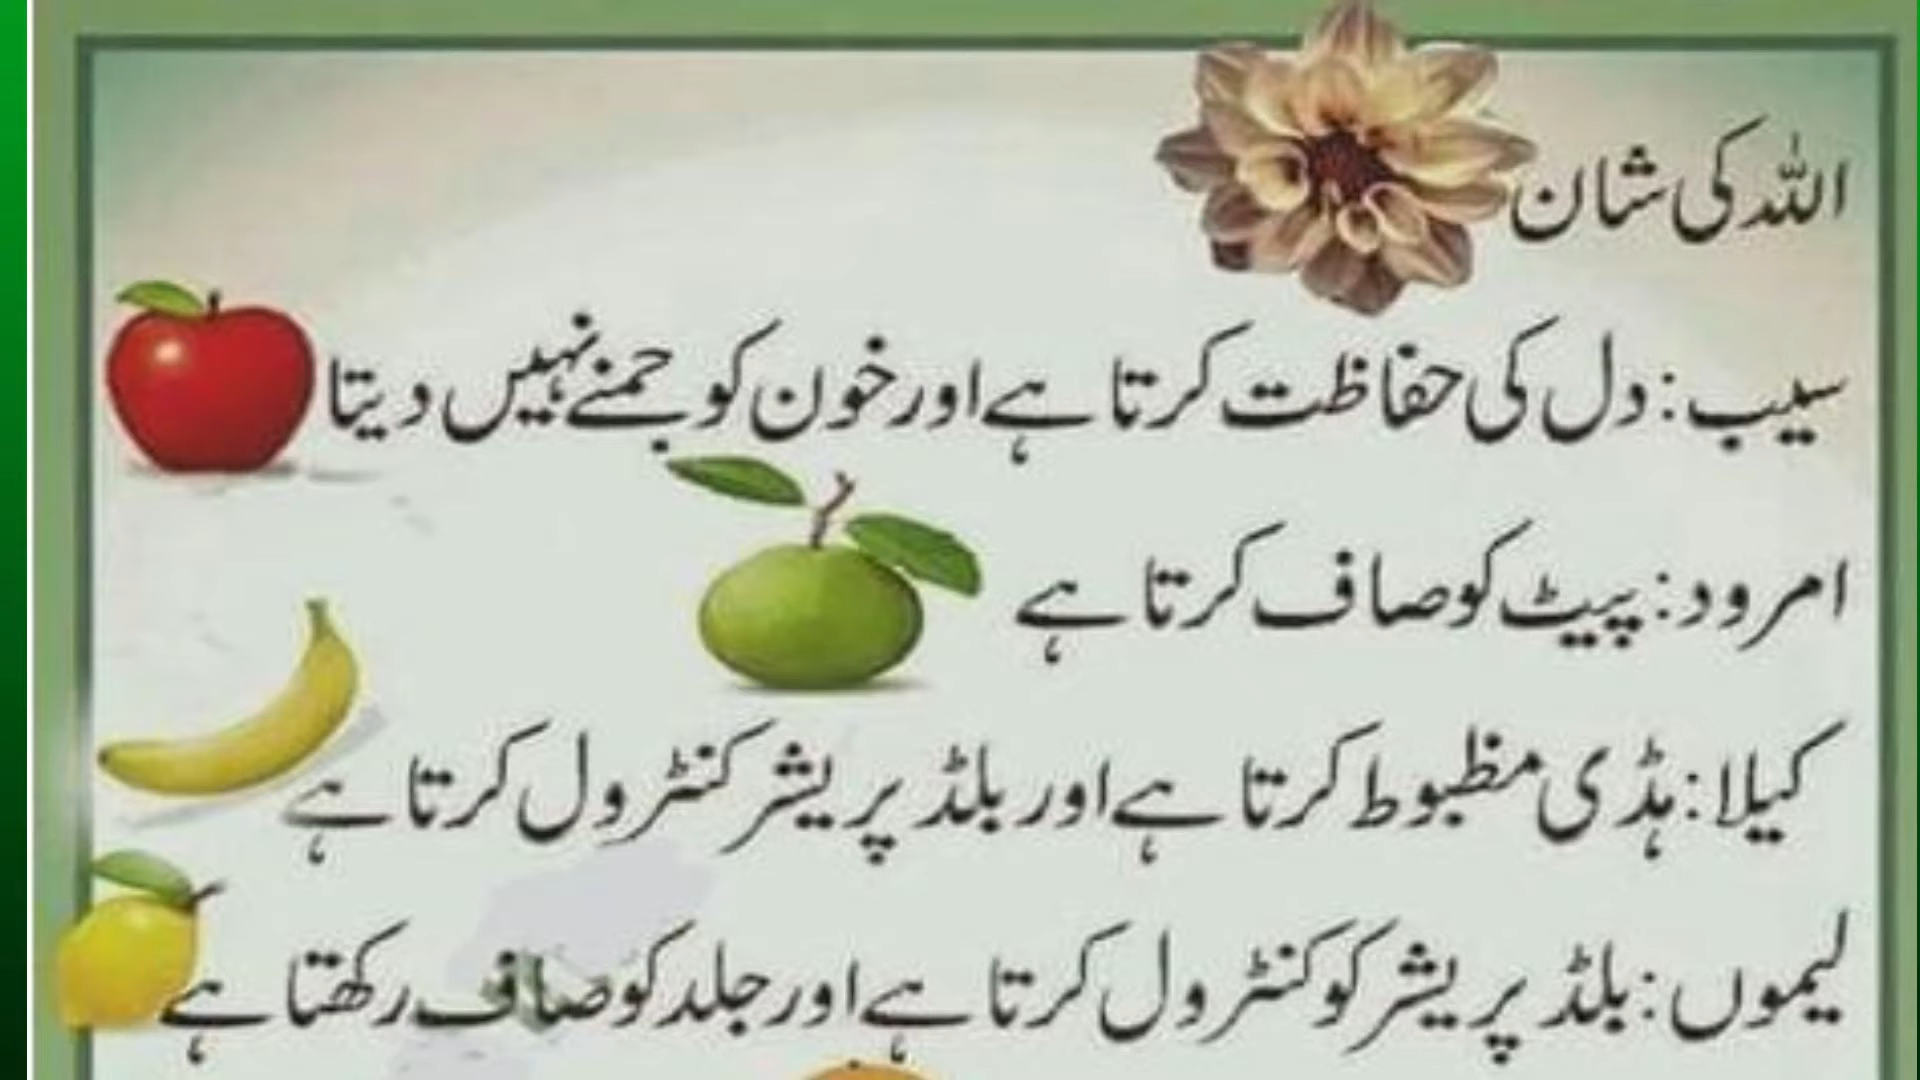 اللہ کی شان
سیب: دل کی حفاظت کرتا ہے اور خون کو جمنے نہیں دیتا
امرود: پیٹ کو صاف کرتا ہے
کیلا: ہڈی مظبوط کرتا ہے اور بلڈ پریشر کنٹرول کرتا ہے
لیموں: بلڈ پریشر کو کنٹرول کرتا ہے اور جلد کو صاف رکھتا ہے